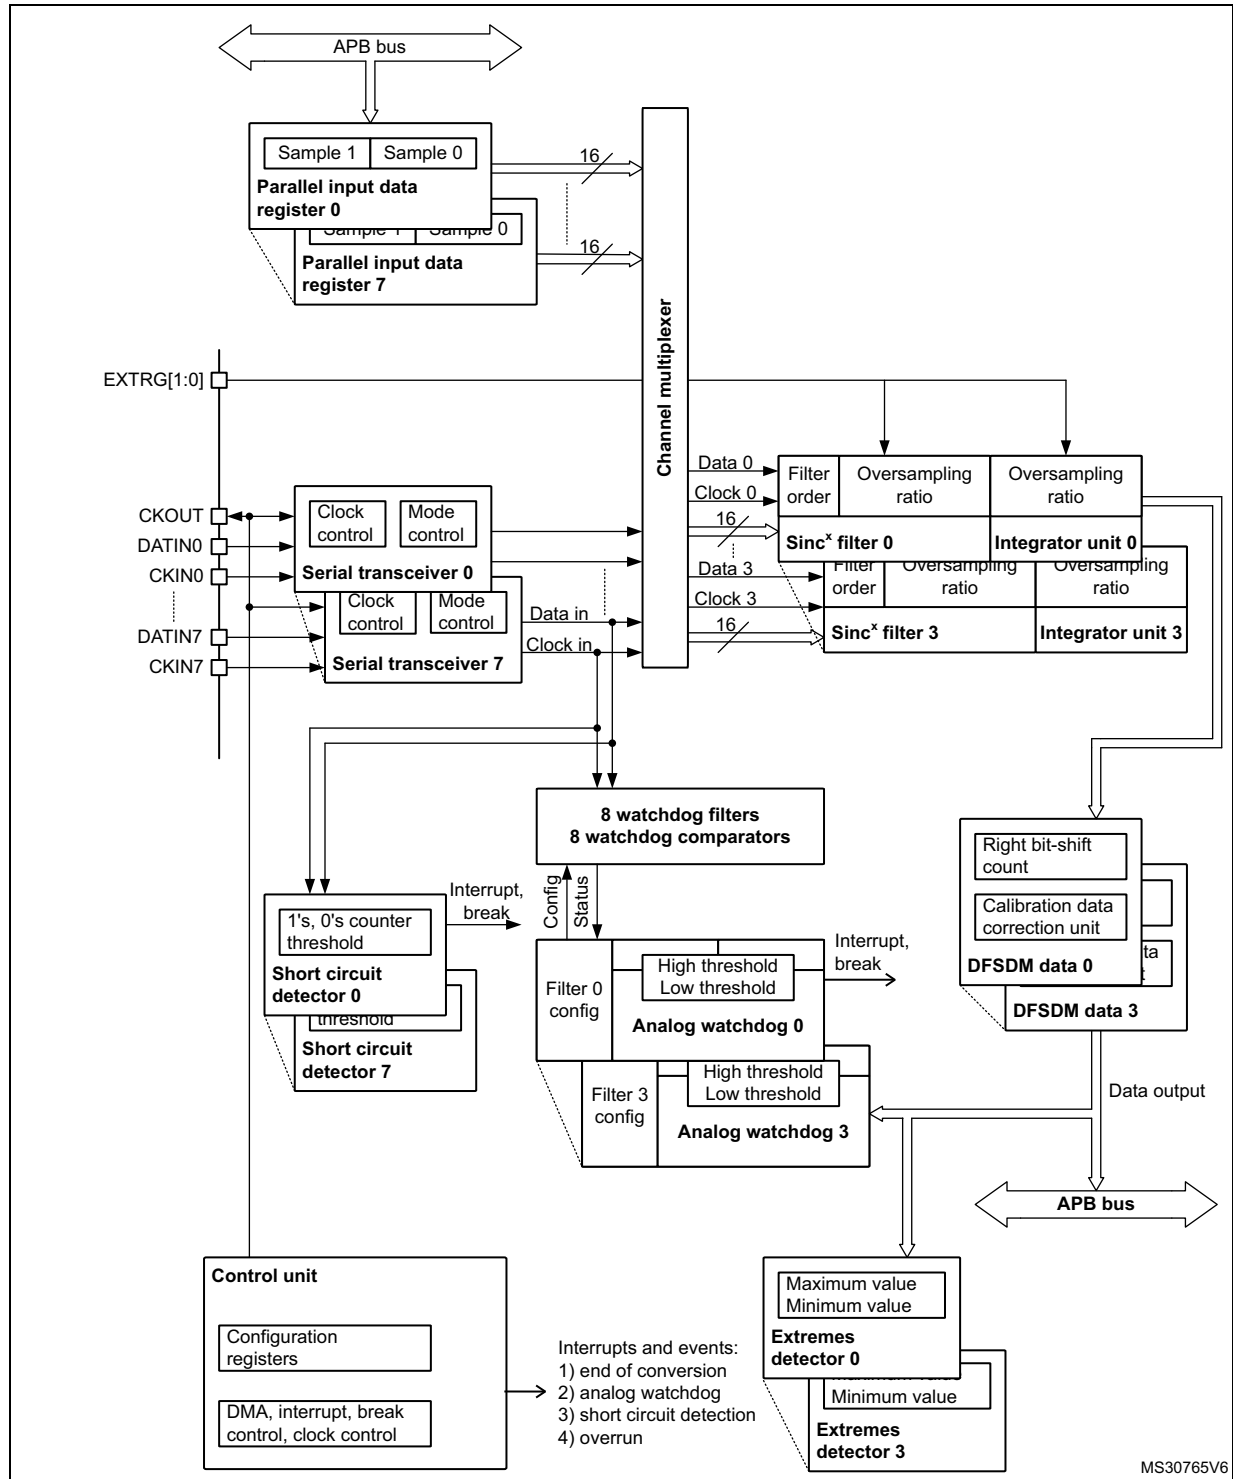 APB bus
Sample 1 Sample 0
16
Parallel input data
register 0
Sample 1 Sample 0
16
Parallel input data
register 7
Channel multiplexer
EXTRG[1:0]
CKOUT
DATIN0
CKIN0
DATIN7
CKIN7
Clock
control
Mode
control
Serial transceiver 0
Clock
control
Mode
control
Serial transceiver 7
Data in
Clock in
Data 0
Clock 0
16
Data 3
Clock 3
16
Filter
order
Oversampling
ratio
Oversampling
ratio
Sincx filter 0
Integrator unit 0
Filter
order
Oversampling
ratio
Oversampling
ratio
Sincx filter 3
Integrator unit 3
8 watchdog filters
8 watchdog comparators
Config
Status
1's, 0's counter
threshold
Short circuit
detector 0
threshold
Short circuit
detector 7
Interrupt,
break
Filter 0
config
High threshold
Low threshold
Analog watchdog 0
Interrupt,
break
Filter 3
config
High threshold
Low threshold
Analog watchdog 3
Right bit-shift
count
Calibration data
correction unit
DFSDM data 0
DFSDM data 3
Data output
APB bus
Control unit
Configuration
registers
DMA, interrupt, break
control, clock control
Interrupts and events:
1) end of conversion
2) analog watchdog
3) short circuit detection
4) overrun
Maximum value
Minimum value
Extremes
detector 0
Maximum value
Minimum value
Extremes
detector 3
MS30765V6